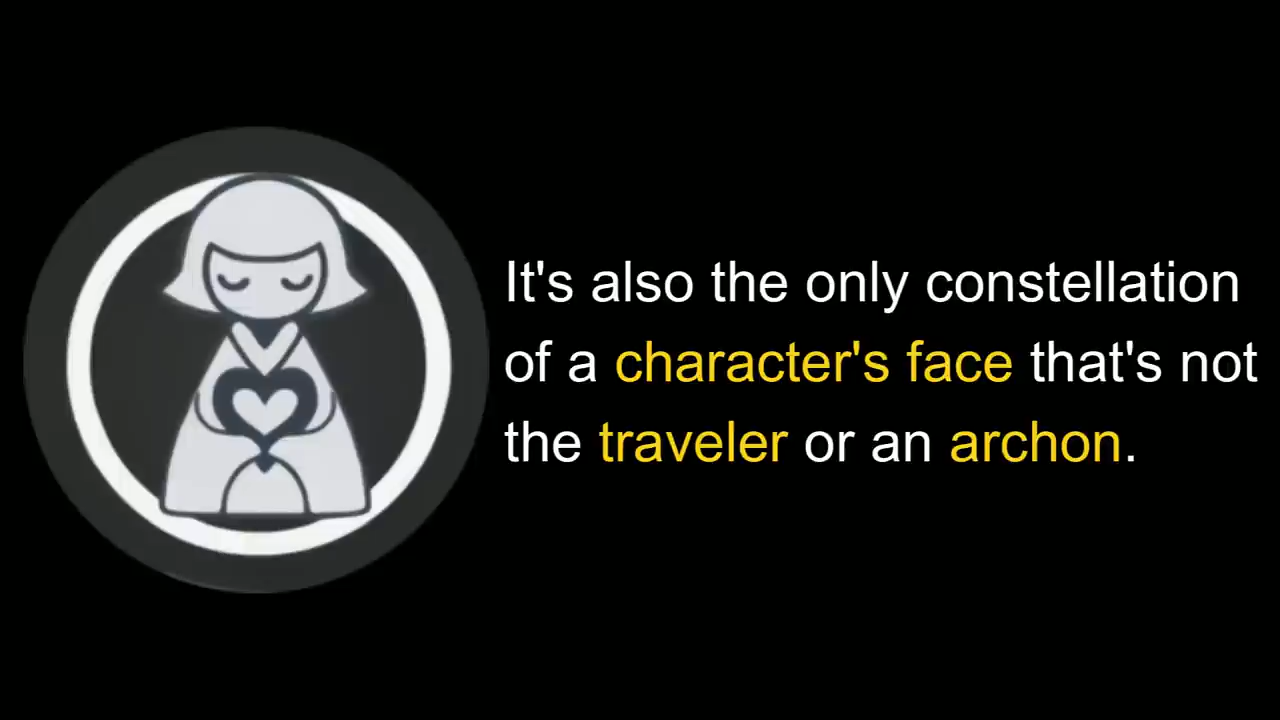 It's also the only constellation
of a character's face that's not
the traveler or an archon.